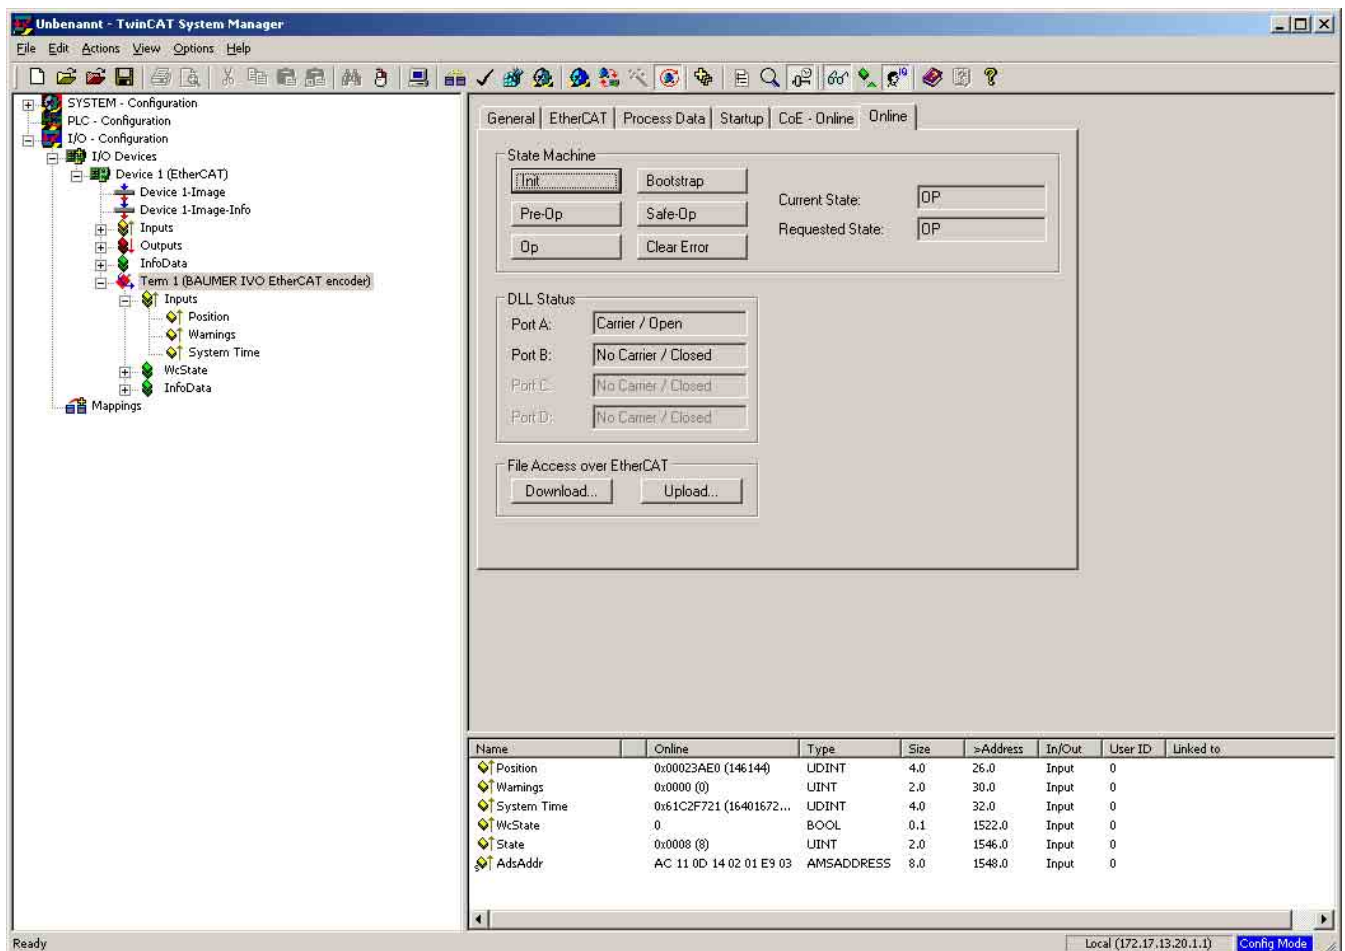 Unbenannt - TwinCAT System Manager
File Edit Actions View Options Help
SYSTEM - Configuration
PLC - Configuration
I/O - Configuration
I/O Devices
Device 1 (EtherCAT)
Device 1-Image
Device 1-Image-Info
Inputs
Outputs
InfoData
Term 1 (BAUMER IVO EtherCAT encoder)
Inputs
Position
Warnings
System Time
WcState
InfoData
Mappings
General EtherCAT Process Data Startup CoE - Online Online
State Machine
Init Bootstrap
Pre-Op Safe-Op
Op Clear Error
Current State: OP
Requested State: OP
DLL Status
Port A: Carrier / Open
Port B: No Carrier / Closed
Port C: No Carrier / Closed
Port D: No Carrier / Closed
File Access over EtherCAT
Download... Upload...
Name Online Type Size >Address In/Out User ID Linked to
Position 0x00023AE0 (146144) UDINT 4.0 26.0 Input 0
Warnings 0x0000 (0) UINT 2.0 30.0 Input 0
System Time 0x61C2F721 (16401672... UDINT 4.0 32.0 Input 0
WcState 0 BOOL 0.1 1522.0 Input 0
State 0x0008 (8) UINT 2.0 1546.0 Input 0
AdsAddr AC 11 0D 14 02 01 E9 03 AMSADDRESS 8.0 1548.0 Input 0
Ready Local (172.17.13.20.1.1) Config Mode